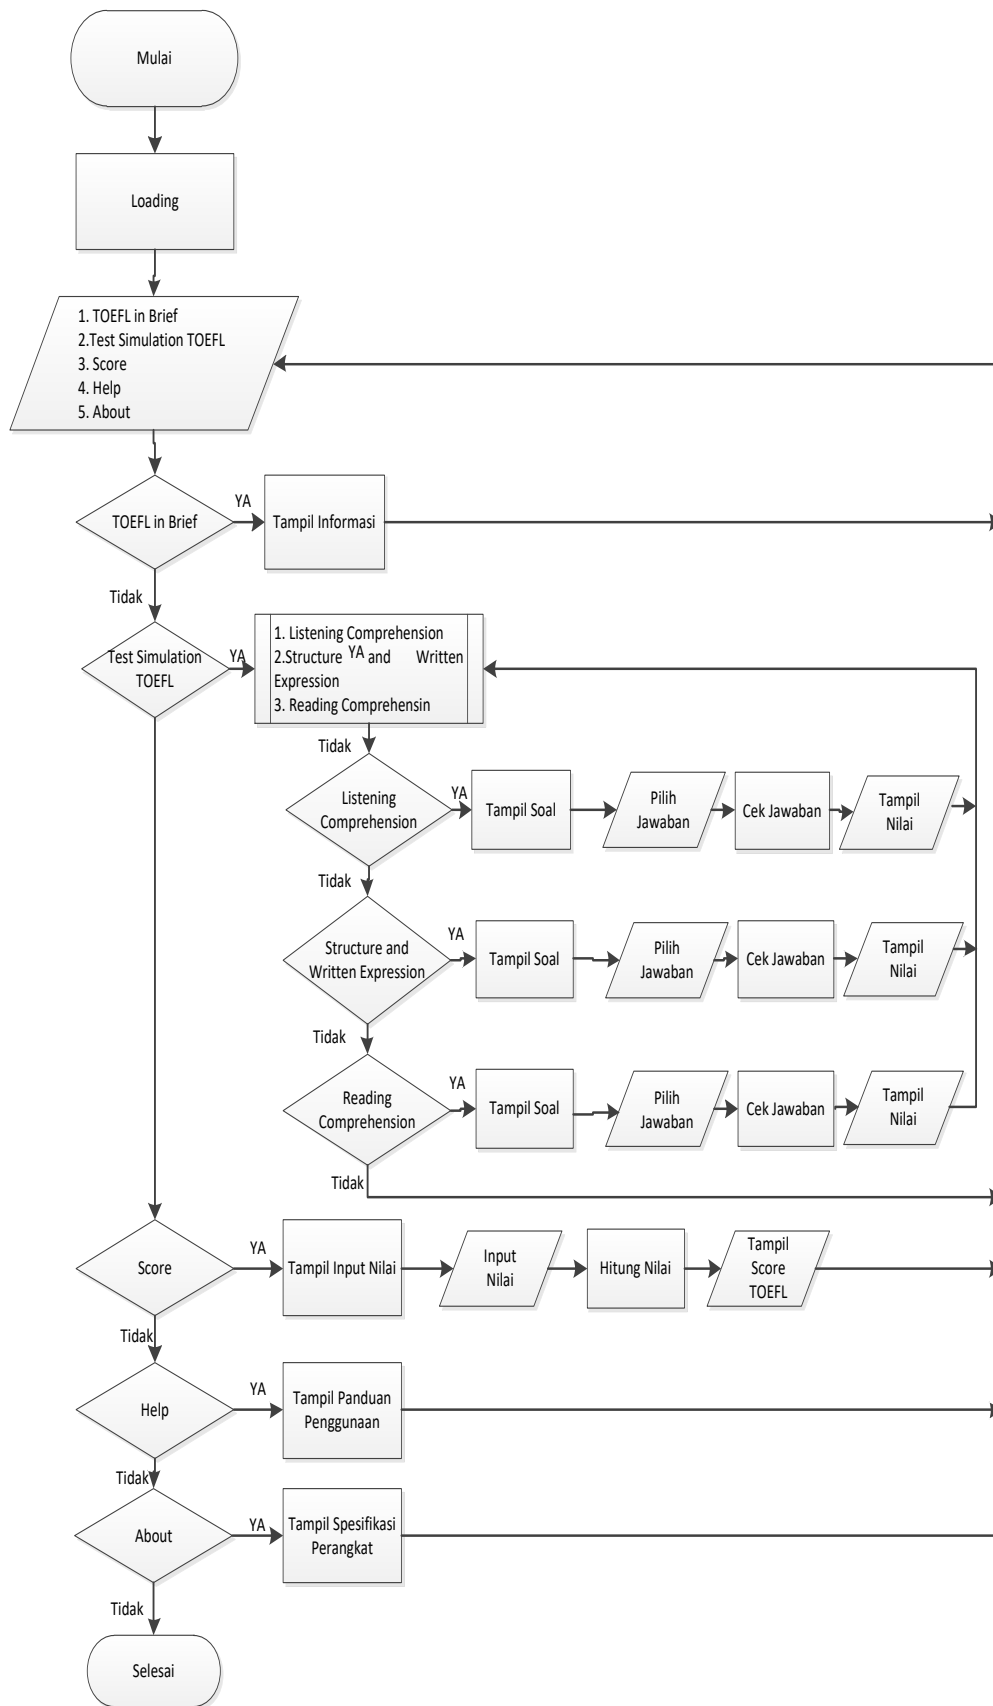 Mulai
Loading
1. TOEFL in Brief
2.Test Simulation TOEFL
3. Score
4. Help
5. About
TOEFL in Brief
YA
Tampil Informasi
Tidak
Test Simulation
TOEFL
YA
1. Listening Comprehension
2.Structure YA and Written
Expression
3. Reading Comprehensin
Tidak
Listening
Comprehension
YA
Tampil Soal
Pilih
Jawaban
Cek Jawaban
Tampil
Nilai
Tidak
Structure and
Written Expression
YA
Tampil Soal
Pilih
Jawaban
Cek Jawaban
Tampil
Nilai
Tidak
Reading
Comprehension
YA
Tampil Soal
Pilih
Jawaban
Cek Jawaban
Tampil
Nilai
Tidak
Score
YA
Tampil Input Nilai
Input
Nilai
Hitung Nilai
Tampil
Score
TOEFL
Tidak
Help
YA
Tampil Panduan
Penggunaan
Tidak
About
YA
Tampil Spesifikasi
Perangkat
Tidak
Selesai